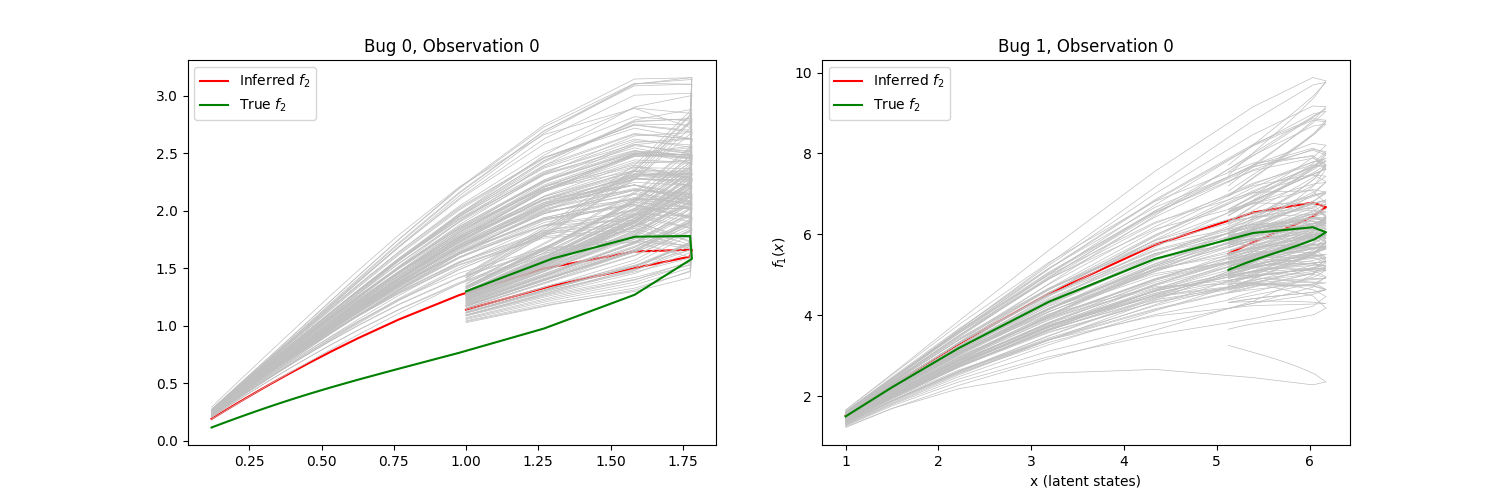 Bug 0, Observation 0
Inferred f₂
True f₂
3.0
2.5
2.0
1.5
1.0
0.5
0.0
0.25 0.50 0.75 1.00 1.25 1.50 1.75
Bug 1, Observation 0
Inferred f₂
True f₂
10
8
6
4
2
f₁(x)
1 2 3 4 5 6
x (latent states)